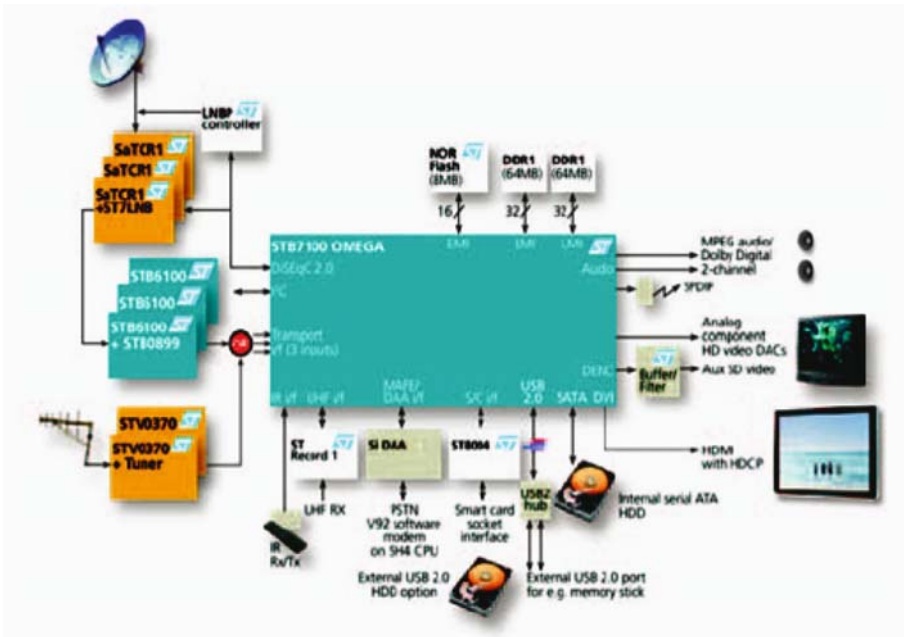 LNBP
controller
SaTCR1
SaTCR1
SaTCR1
+ST7LNB
NOR
Flash
(8MB)
DDR1
(64MB)
DDR1
(64MB)
16
32
32
STB7100 OMEGA
EMI
LMI
LMI
DiSEqC 2.0
Audio
MPEG audio/
Dolby Digital
2-channel
SPDIF
STB6100
STB6100
STB6100
+ STB0899
Transport
i/f (3 inputs)
Analog
component
HD video DACs
DENC
Buffer/
Filter
Aux SD video
IR i/f
UHF i/f
MAFE/
DAA i/f
S/C i/f
USB
2.0
SATA
DVI
STV0370
STV0370
+ Tuner
ST
Record 1
Si DAA
ST8004
HDMI
with HDCP
USB2
hub
Internal serial ATA
HDD
UHF RX
PSTN
V92 software
modem
on SH4 CPU
Smart card
socket
interface
IR
Rx/Tx
External USB 2.0
HDD option
External USB 2.0 port
for e.g. memory stick